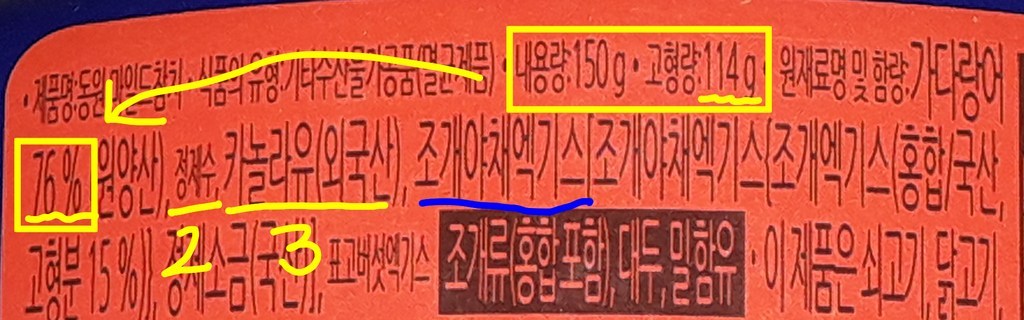 •제품명:동원 마일드참치 •식품의 유형:기타수산물가공품(멸균제품) •내용량:150g •고형량:114g •원재료명 및 함량:가다랑어
76%(원양산), 정제수, 카놀라유(외국산), 조개야채엑기스[조개야채엑기스{조개엑기스(홍합/국산,
고형분 15%)}, 정제소금(국산)], 표고버섯엑기스 조개류(홍합 포함), 대두, 밀 함유 •이 제품은 쇠고기, 닭고기,
2 3